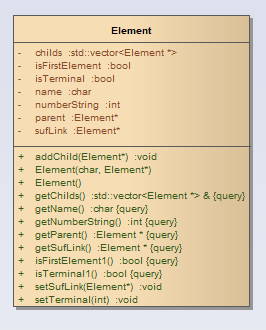 Element
- childs :std::vector<Element *>
- isFirstElement :bool
- isTerminal :bool
- name :char
- numberString :int
- parent :Element*
- sufLink :Element*
+ addChild(Element*) :void
+ Element(char, Element*)
+ Element()
+ getChilds() :std::vector<Element *> & {query}
+ getName() :char {query}
+ getNumberString() :int {query}
+ getParent() :Element * {query}
+ getSufLink() :Element * {query}
+ isFirstElement1() :bool {query}
+ isTerminal1() :bool {query}
+ setSufLink(Element*) :void
+ setTerminal(int) :void